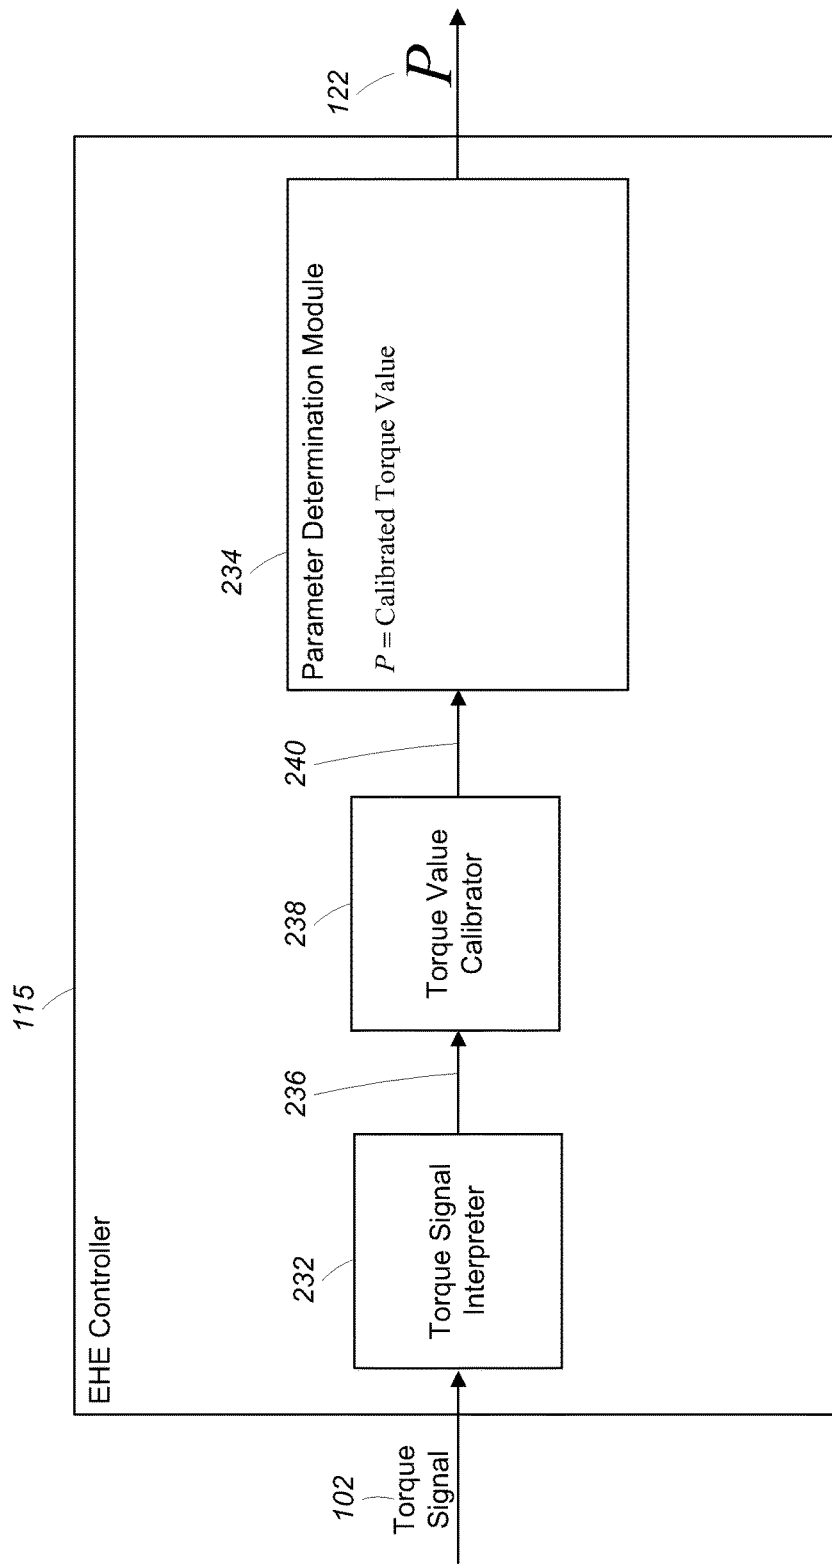 EHE Controller
115
102
Torque
Signal
232
Torque Signal
Interpreter
236
238
Torque Value
Calibrator
240
234
Parameter Determination Module
P = Calibrated Torque Value
122
P